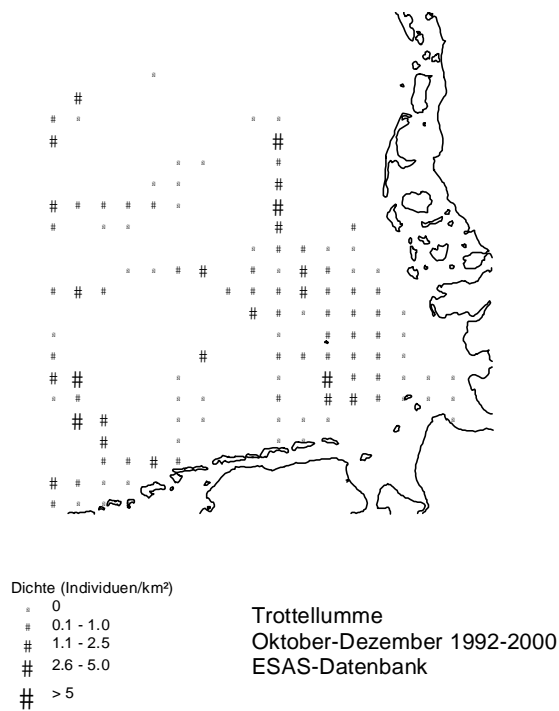 Dichte (Individuen/km²)
0
0.1 - 1.0
1.1 - 2.5
2.6 - 5.0
> 5
Trottellumme
Oktober-Dezember 1992-2000
ESAS-Datenbank